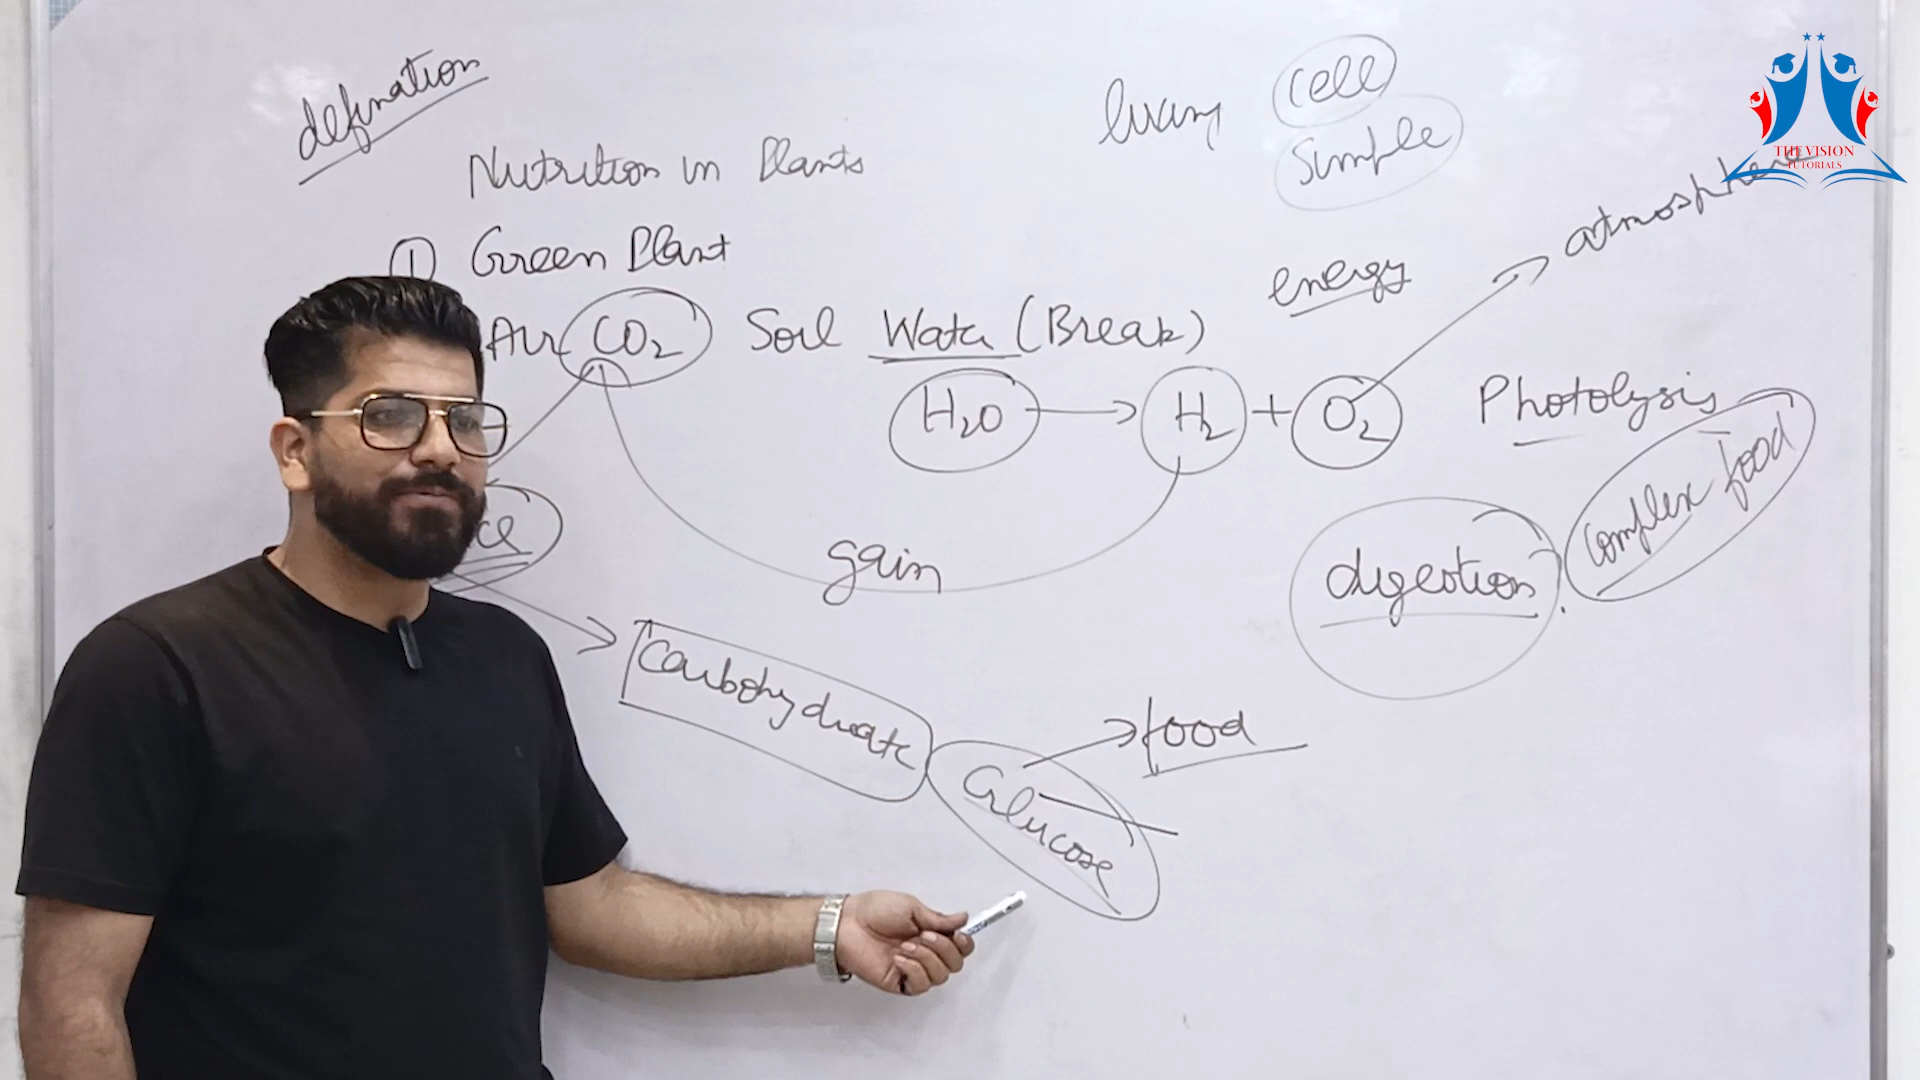 defination
living cell
simple
Nutrition in Plants
① Green Plant
energy
atmosphere
Air CO2 Soil Water (Break)
H2O → H2 + O2
Photolysis
complex food
digestion
gain
Carbohydrate
Glucose
food
THE VISION
TUTORIALS